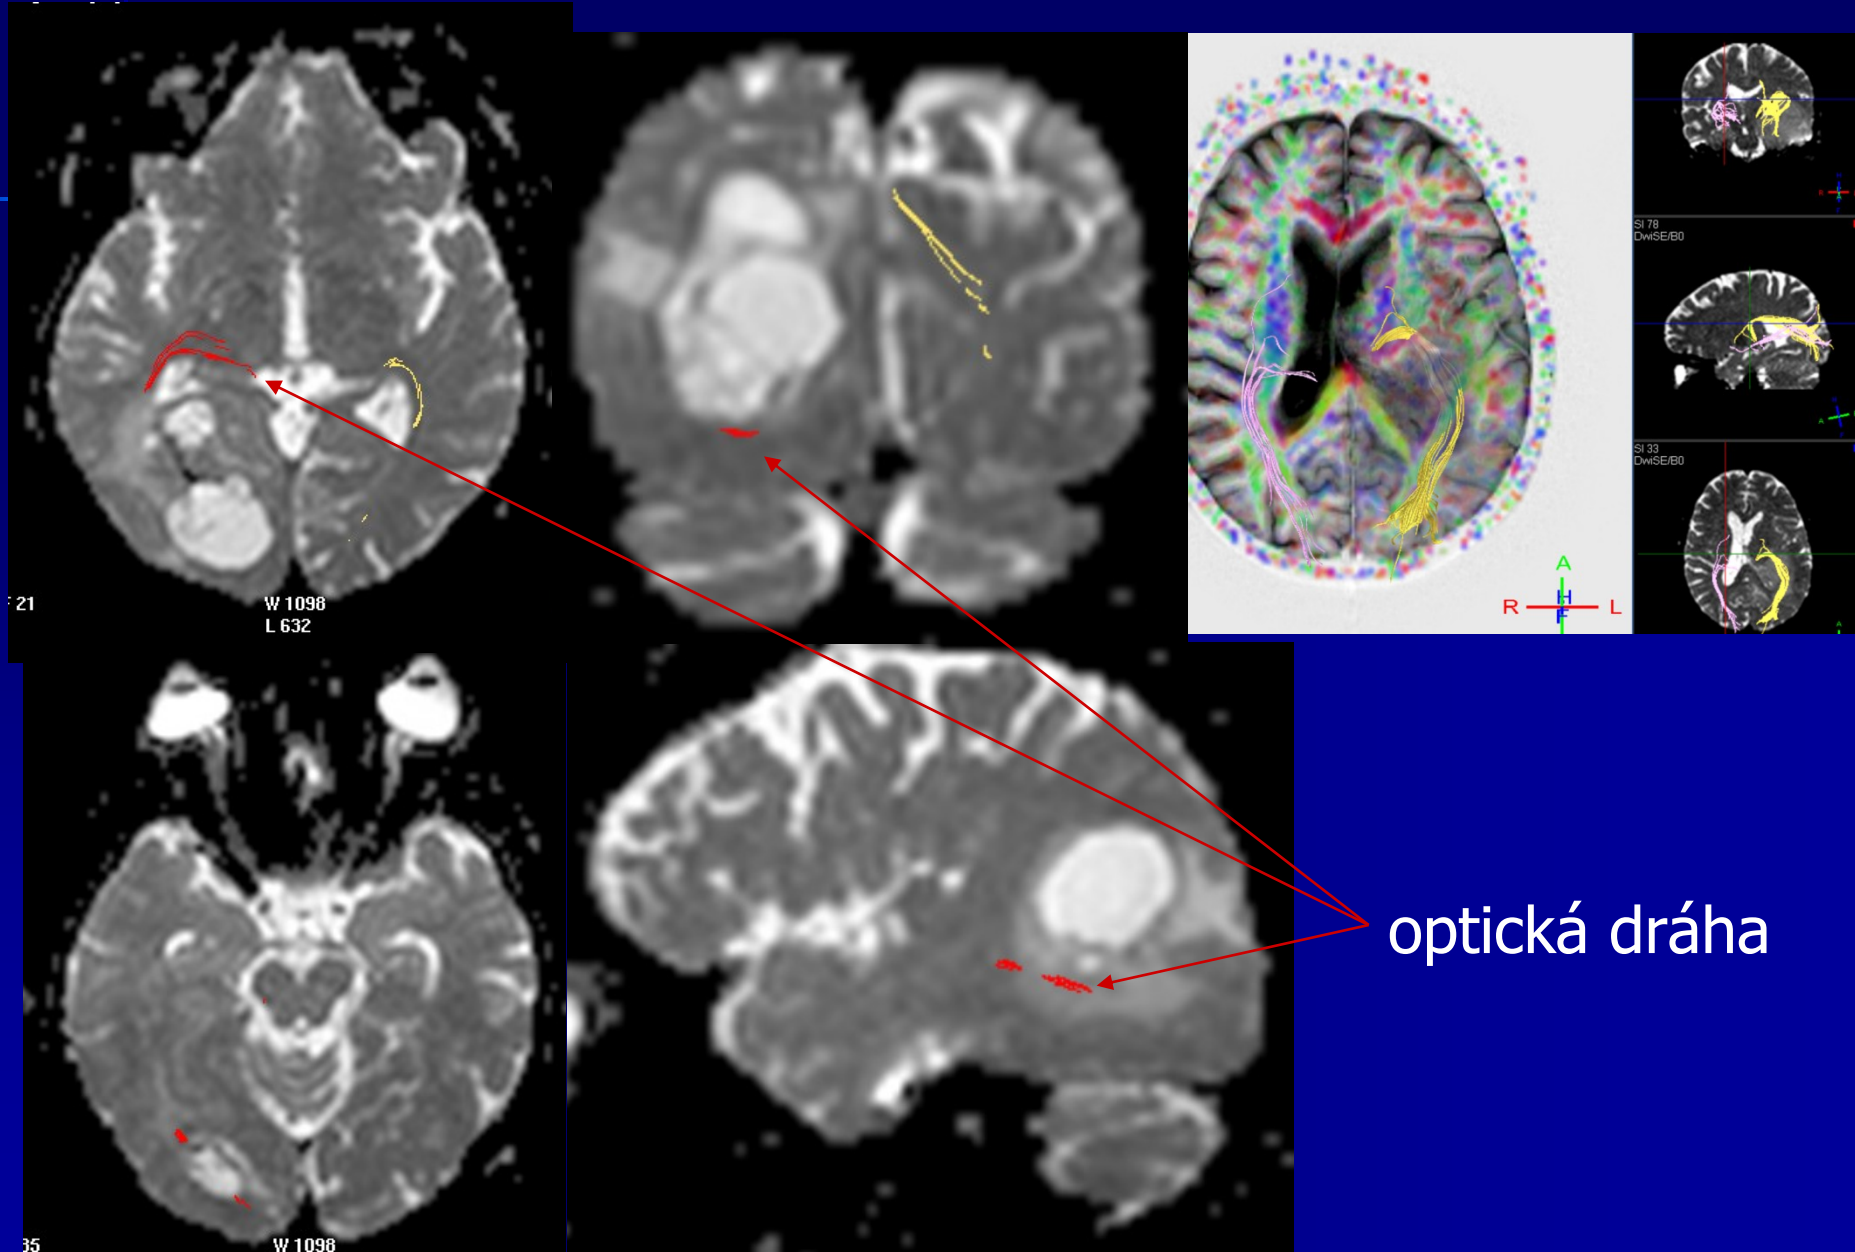 SI 78
DwiSE/B0
SI 33
DwiSE/B0
A
R
L
H
F
F 21
W 1098
L 632
optická dráha
35
W 1098